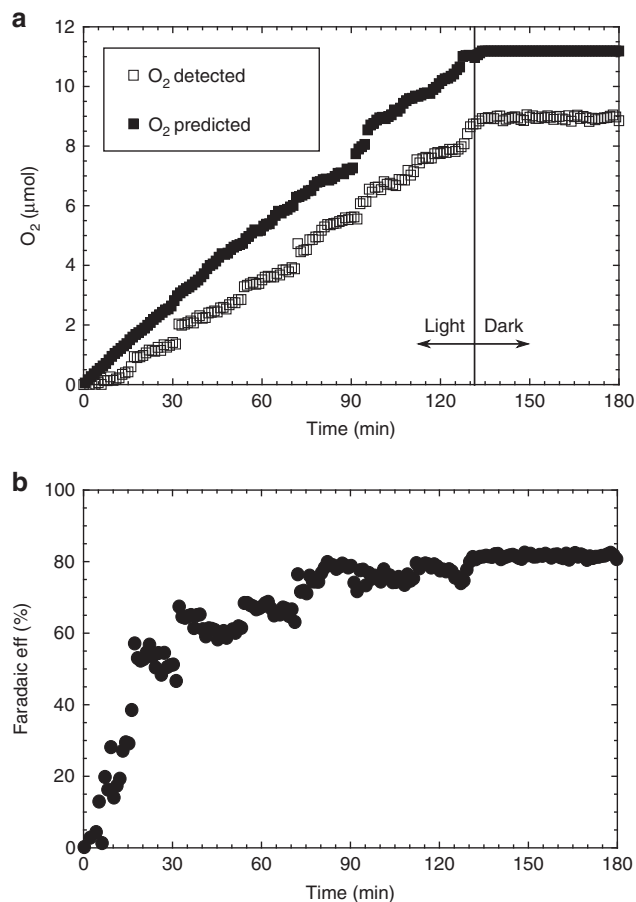 a
12
10
8
6
4
2
0
O2 (μmol)
O2 detected
O2 predicted
Light Dark
0 30 60 90 120 150 180
Time (min)
b
100
80
60
40
20
0
Faradaic eff (%)
0 30 60 90 120 150 180
Time (min)